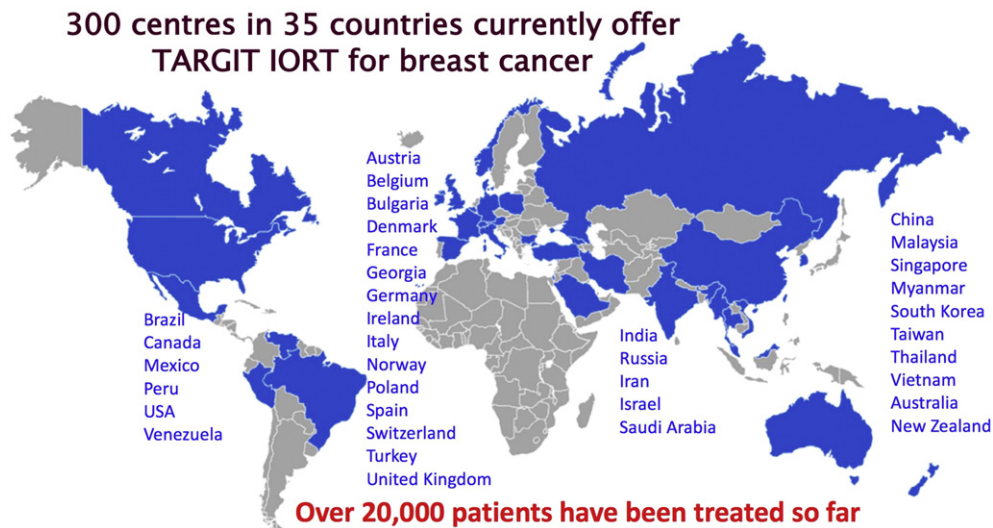 300 centres in 35 countries currently offer
TARGIT IORT for breast cancer
Brazil
Canada
Mexico
Peru
USA
Venezuela
Austria
Belgium
Bulgaria
Denmark
France
Georgia
Germany
Ireland
Italy
Norway
Poland
Spain
Switzerland
Turkey
United Kingdom
India
Russia
Iran
Israel
Saudi Arabia
China
Malaysia
Singapore
Myanmar
South Korea
Taiwan
Thailand
Vietnam
Australia
New Zealand
Over 20,000 patients have been treated so far